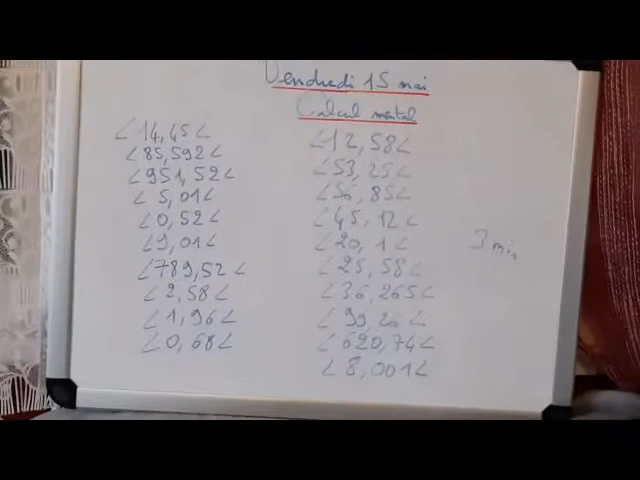 Vendredi 15 mai
Calcul mental
< 14,45 <
< 85,592 <
< 951,52 <
< 5,01 <
< 0,52 <
< 9,01 <
< 789,52 <
< 2,58 <
< 1,96 <
< 0,68 <
< 12,58 <
< 53,25 <
< 56,85 <
< 45,12 <
< 20,1 <
< 25,58 <
< 36,265 <
< 99,26 <
< 620,74 <
< 8,001 <
3 min